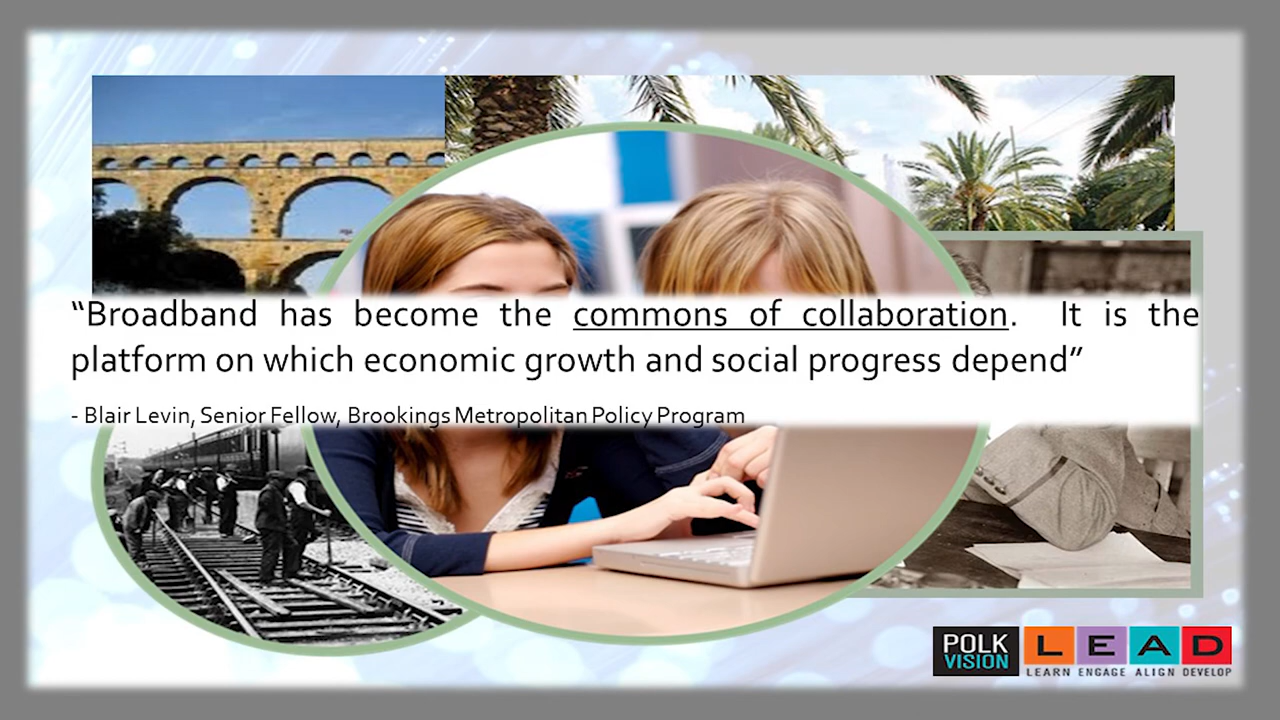 “Broadband has become the commons of collaboration.  It is the
platform on which economic growth and social progress depend”
- Blair Levin, Senior Fellow, Brookings Metropolitan Policy Program
POLK
VISION
LEAD
LEARN ENGAGE ALIGN DEVELOP